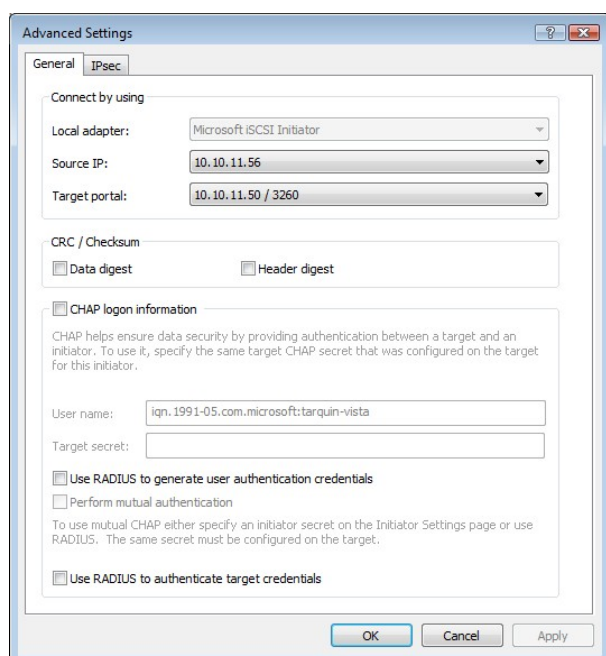 Advanced Settings
General IPsec
Connect by using
Local adapter: Microsoft iSCSI Initiator
Source IP: 10.10.11.56
Target portal: 10.10.11.50 / 3260
CRC / Checksum
Data digest Header digest
CHAP logon information
CHAP helps ensure data security by providing authentication between a target and an
initiator. To use it, specify the same target CHAP secret that was configured on the target
for this initiator.
User name: iqn.1991-05.com.microsoft:tarquin-vista
Target secret:
Use RADIUS to generate user authentication credentials
Perform mutual authentication
To use mutual CHAP either specify an initiator secret on the Initiator Settings page or use
RADIUS. The same secret must be configured on the target.
Use RADIUS to authenticate target credentials
OK Cancel Apply